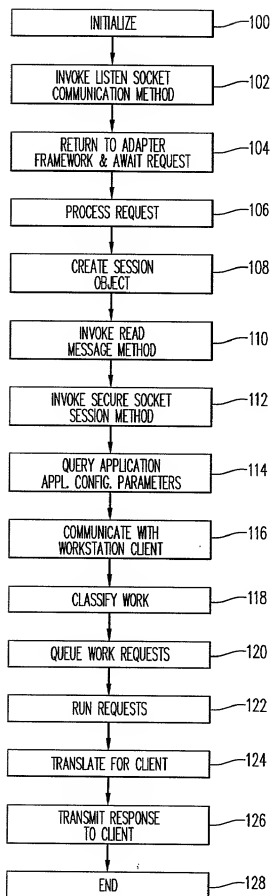 INITIALIZE
100
INVOKE LISTEN SOCKET
COMMUNICATION METHOD
102
RETURN TO ADAPTER
FRAMEWORK & AWAIT REQUEST
104
PROCESS REQUEST
106
CREATE SESSION
OBJECT
108
INVOKE READ
MESSAGE METHOD
110
INVOKE SECURE SOCKET
SESSION METHOD
112
QUERY APPLICATION
APPL. CONFIG. PARAMETERS
114
COMMUNICATE WITH
WORKSTATION CLIENT
116
CLASSIFY WORK
118
QUEUE WORK REQUESTS
120
RUN REQUESTS
122
TRANSLATE FOR CLIENT
124
TRANSMIT RESPONSE
TO CLIENT
126
END
128